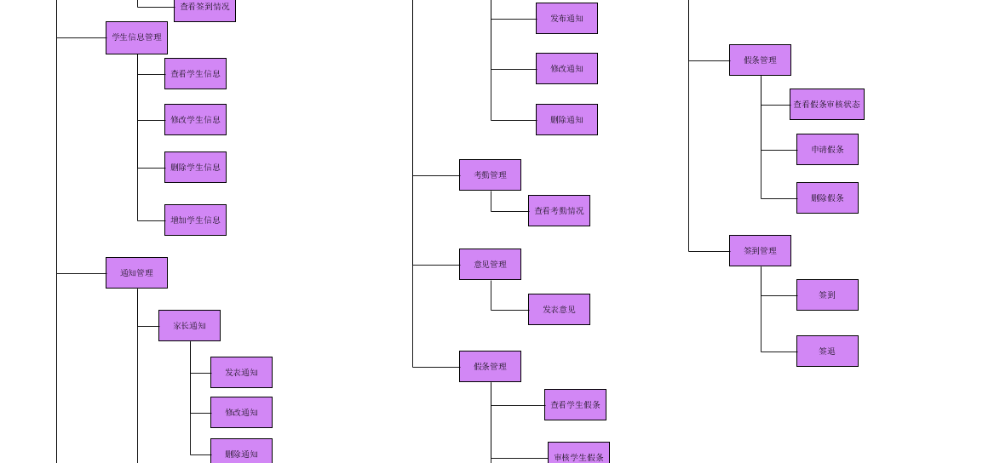 查看签到情况
学生信息管理
查看学生信息
修改学生信息
删除学生信息
增加学生信息
通知管理
家长通知
发表通知
修改通知
删除通知
发布通知
修改通知
删除通知
考勤管理
查看考勤情况
意见管理
发表意见
假条管理
查看学生假条
审核学生假条
假条管理
查看假条审核状态
申请假条
删除假条
签到管理
签到
签退